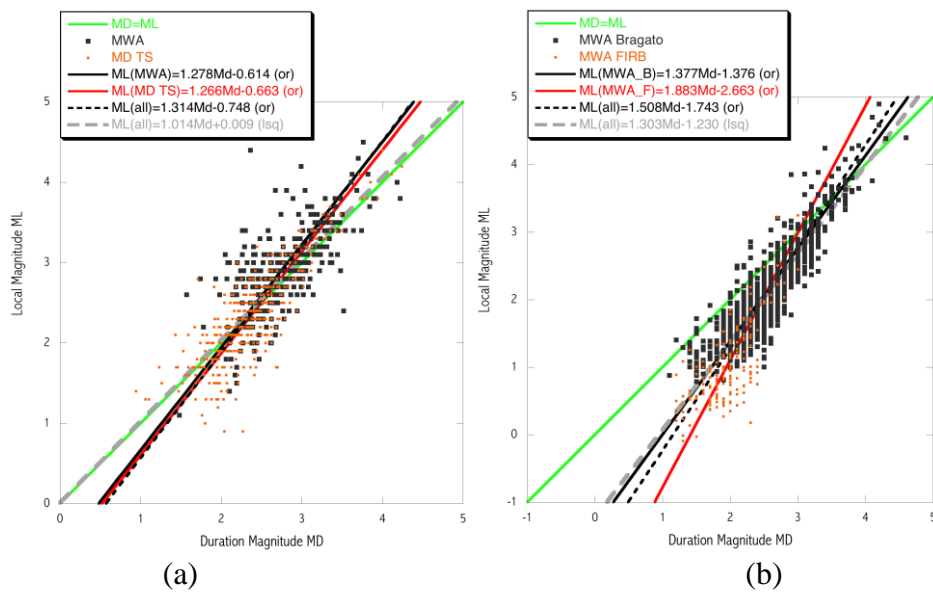 MD=ML
MWA
MD TS
ML(MWA)=1.278Md-0.614 (or)
ML(MD TS)=1.266Md-0.663 (or)
ML(all)=1.314Md-0.748 (or)
ML(all)=1.014Md+0.009 (lsq)
5
4
3
2
1
0
Local Magnitude ML
0 1 2 3 4 5
Duration Magnitude MD
(a)
MD=ML
MWA Bragato
MWA FIRB
ML(MWA_B)=1.377Md-1.376 (or)
ML(MWA_F)=1.883Md-2.663 (or)
ML(all)=1.508Md-1.743 (or)
ML(all)=1.303Md-1.230 (lsq)
5
4
3
2
1
0
-1
Local Magnitude ML
-1 0 1 2 3 4 5
Duration Magnitude MD
(b)